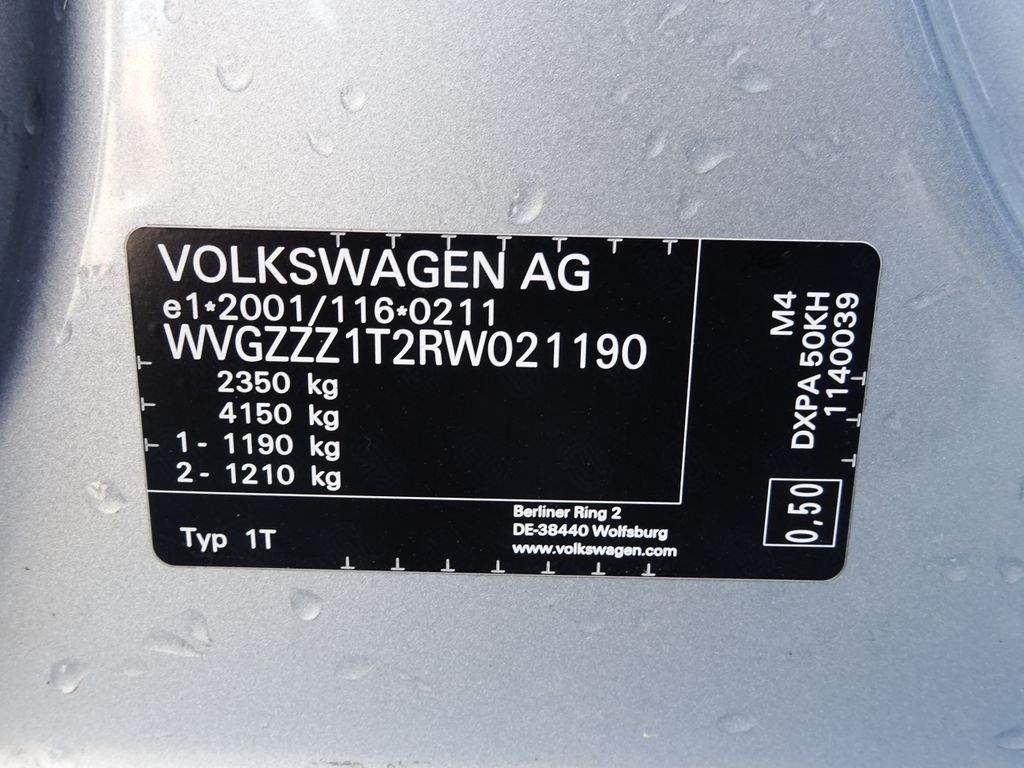 VOLKSWAGEN AG
e1*2001/116*0211
WVGZZZ1T2RW021190
2350 kg
4150 kg
1 - 1190 kg
2 - 1210 kg
Typ 1T
Berliner Ring 2
DE-38440 Wolfsburg
www.volkswagen.com
M4
DXPA 50KH
1140039
0,50